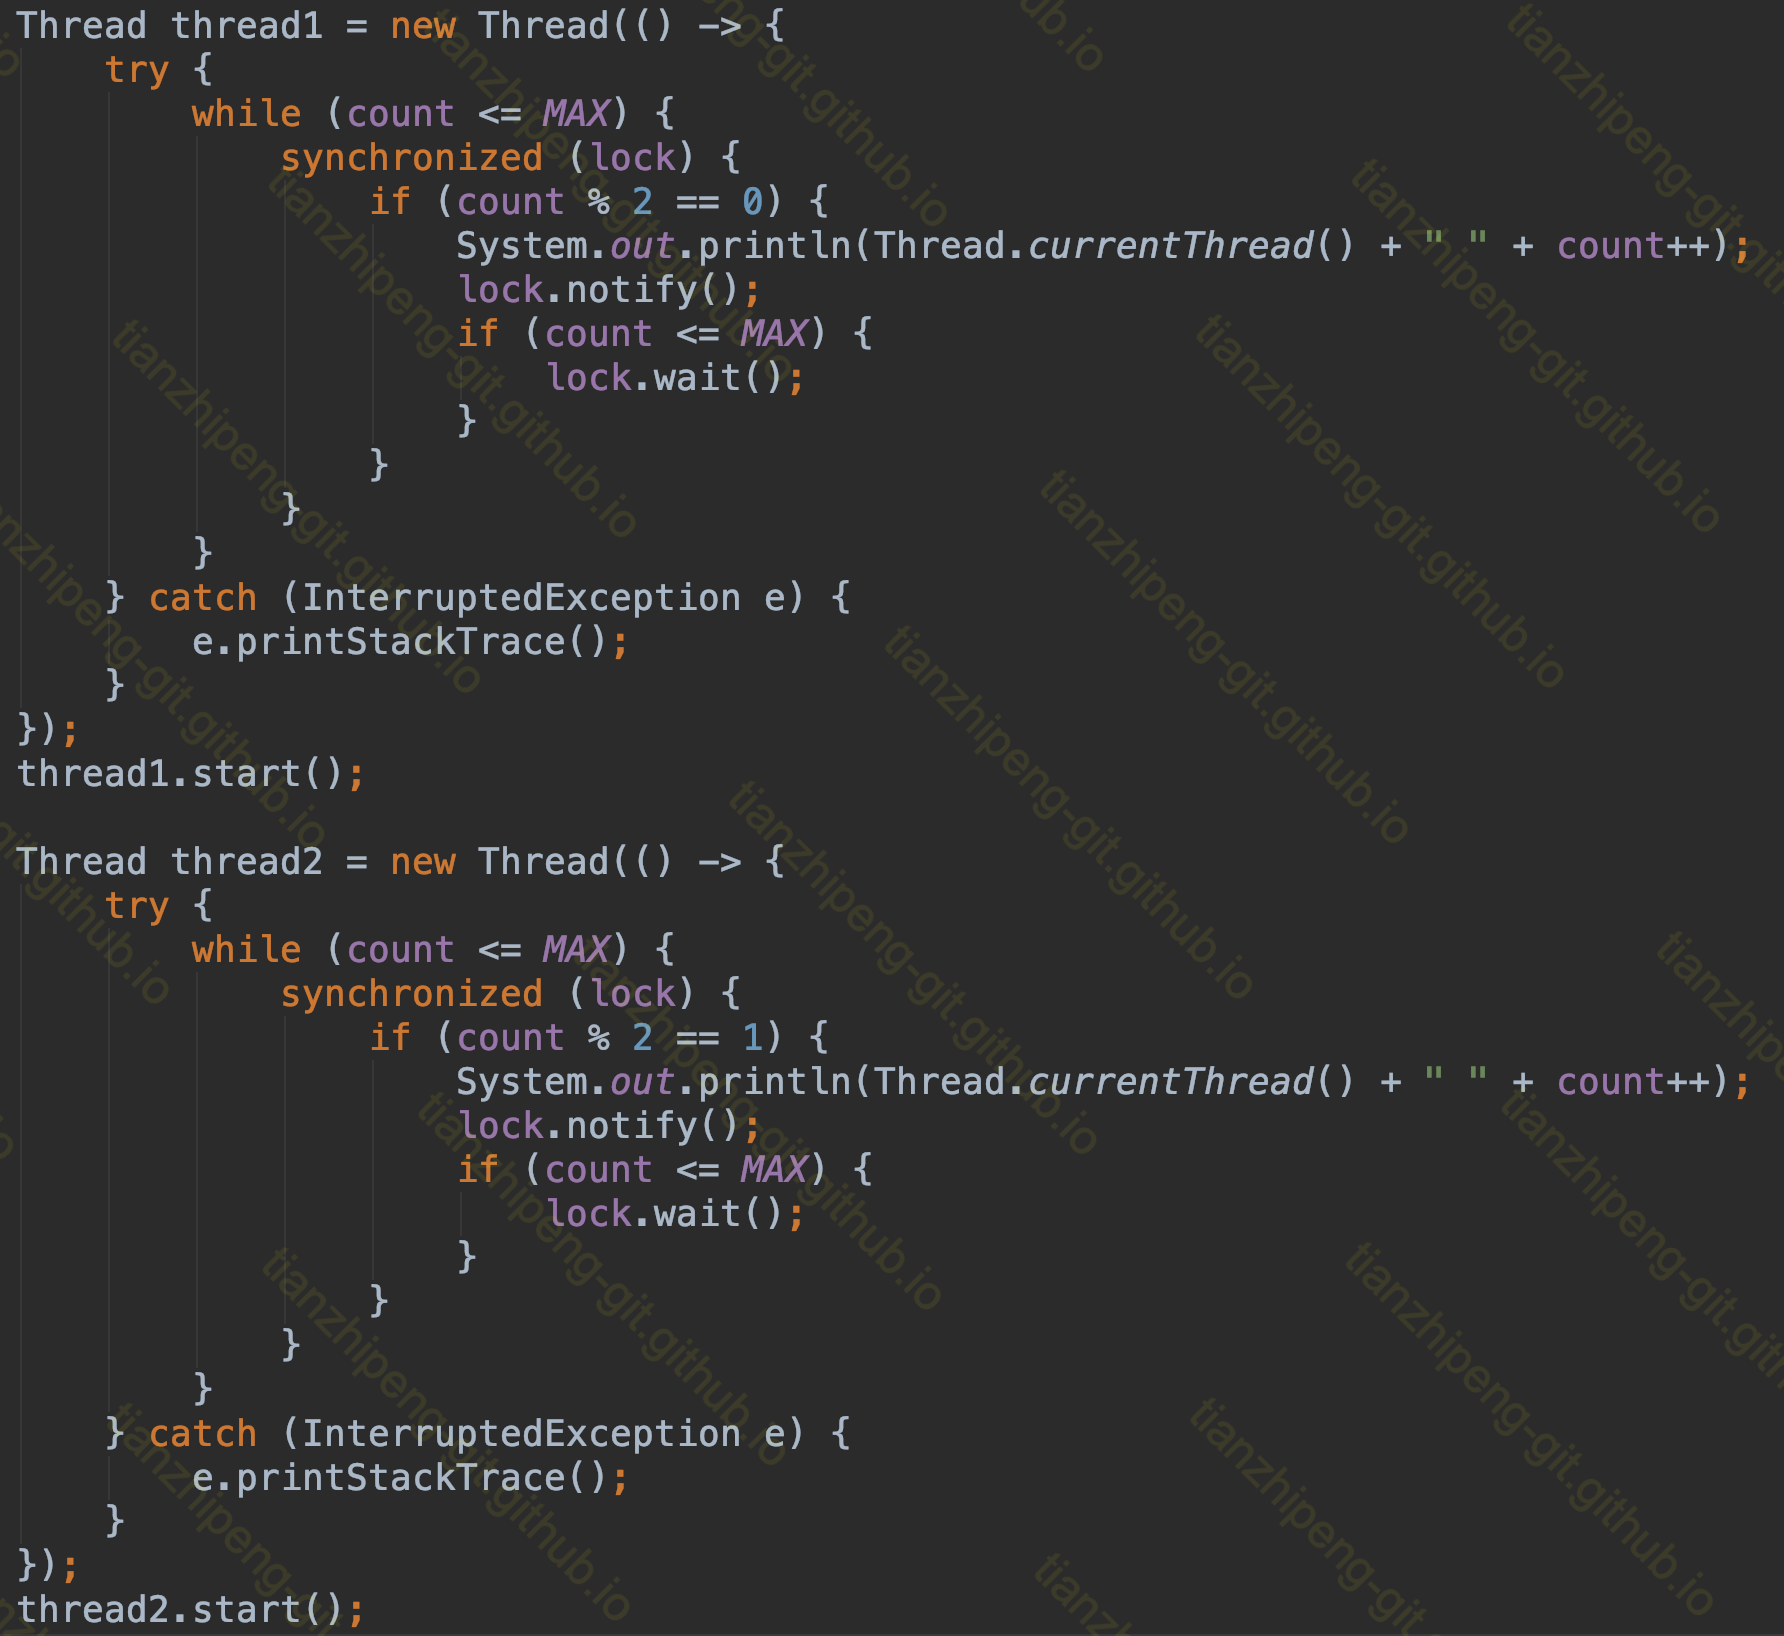 Thread thread1 = new Thread(() -> {
    try {
        while (count <= MAX) {
            synchronized (lock) {
                if (count % 2 == 0) {
                    System.out.println(Thread.currentThread() + " " + count++);
                    lock.notify();
                    if (count <= MAX) {
                        lock.wait();
                    }
                }
            }
        }
    } catch (InterruptedException e) {
        e.printStackTrace();
    }
});
thread1.start();

Thread thread2 = new Thread(() -> {
    try {
        while (count <= MAX) {
            synchronized (lock) {
                if (count % 2 == 1) {
                    System.out.println(Thread.currentThread() + " " + count++);
                    lock.notify();
                    if (count <= MAX) {
                        lock.wait();
                    }
                }
            }
        }
    } catch (InterruptedException e) {
        e.printStackTrace();
    }
});
thread2.start();
tianzhipeng-git.github.io